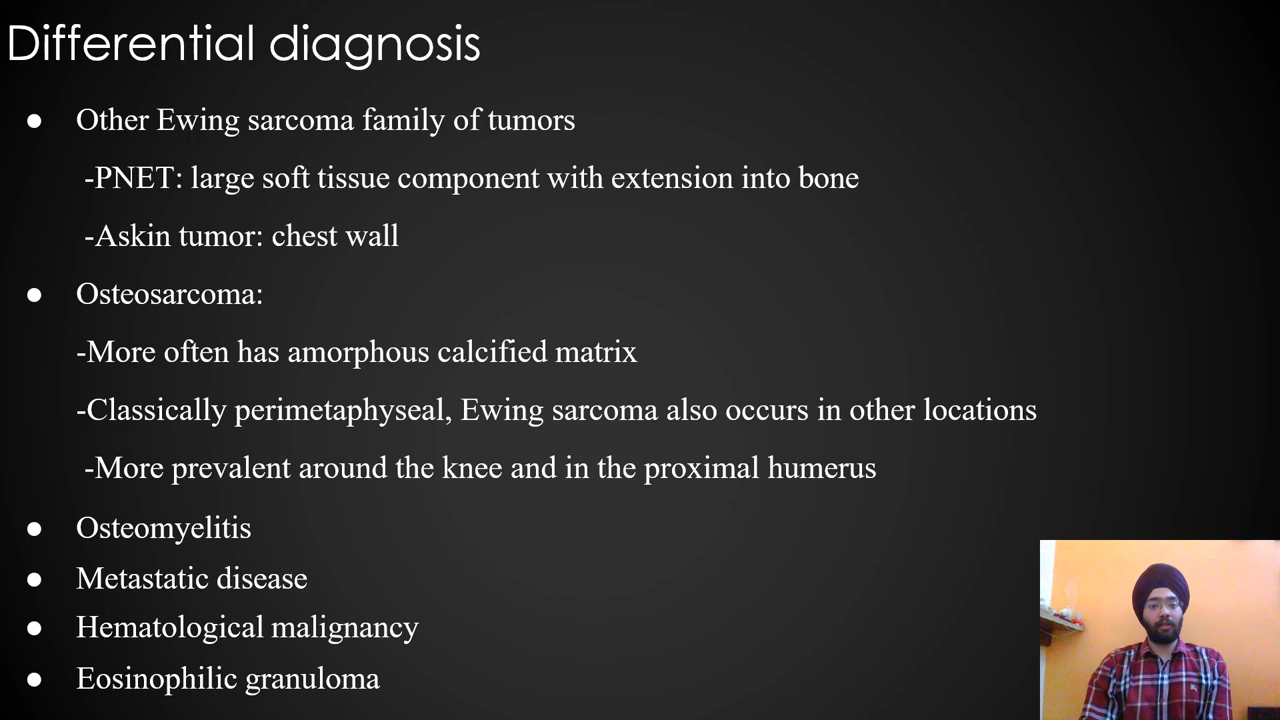 Differential diagnosis
● Other Ewing sarcoma family of tumors
-PNET: large soft tissue component with extension into bone
-Askin tumor: chest wall
● Osteosarcoma:
-More often has amorphous calcified matrix
-Classically perimetaphyseal, Ewing sarcoma also occurs in other locations
-More prevalent around the knee and in the proximal humerus
● Osteomyelitis
● Metastatic disease
● Hematological malignancy
● Eosinophilic granuloma